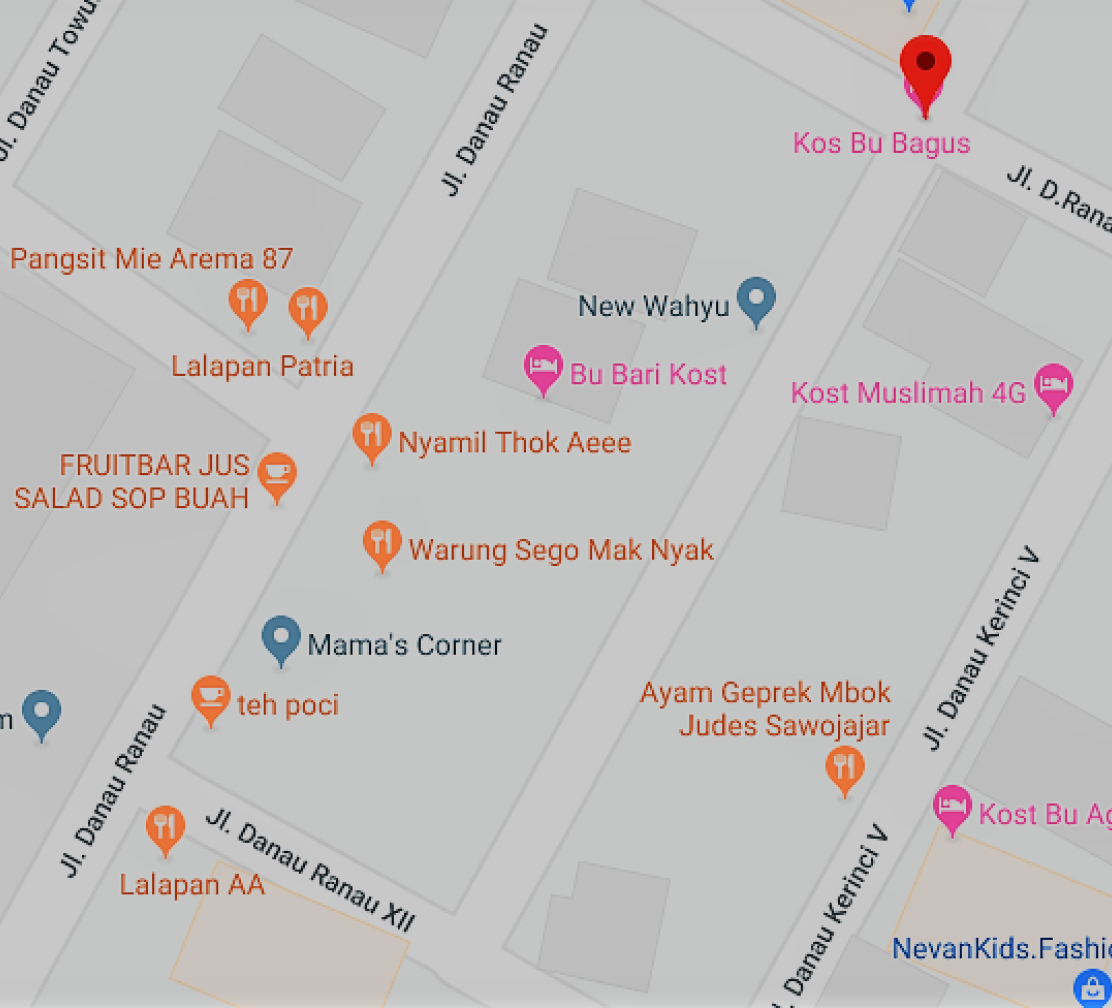 Jl. Danau Towu
Jl. Danau Ranau
Kos Bu Bagus
Jl. D.Rana
Pangsit Mie Arema 87
New Wahyu
Lalapan Patria
Bu Bari Kost
Kost Muslimah 4G
Nyamil Thok Aeee
FRUITBAR JUS
SALAD SOP BUAH
Warung Sego Mak Nyak
Mama's Corner
Jl. Danau Kerinci V
teh poci
Ayam Geprek Mbok
Judes Sawojajar
m
Jl. Danau Ranau
Kost Bu Ag
Jl. Danau Ranau XII
Lalapan AA
Jl. Danau Kerinci V
NevanKids.Fashio